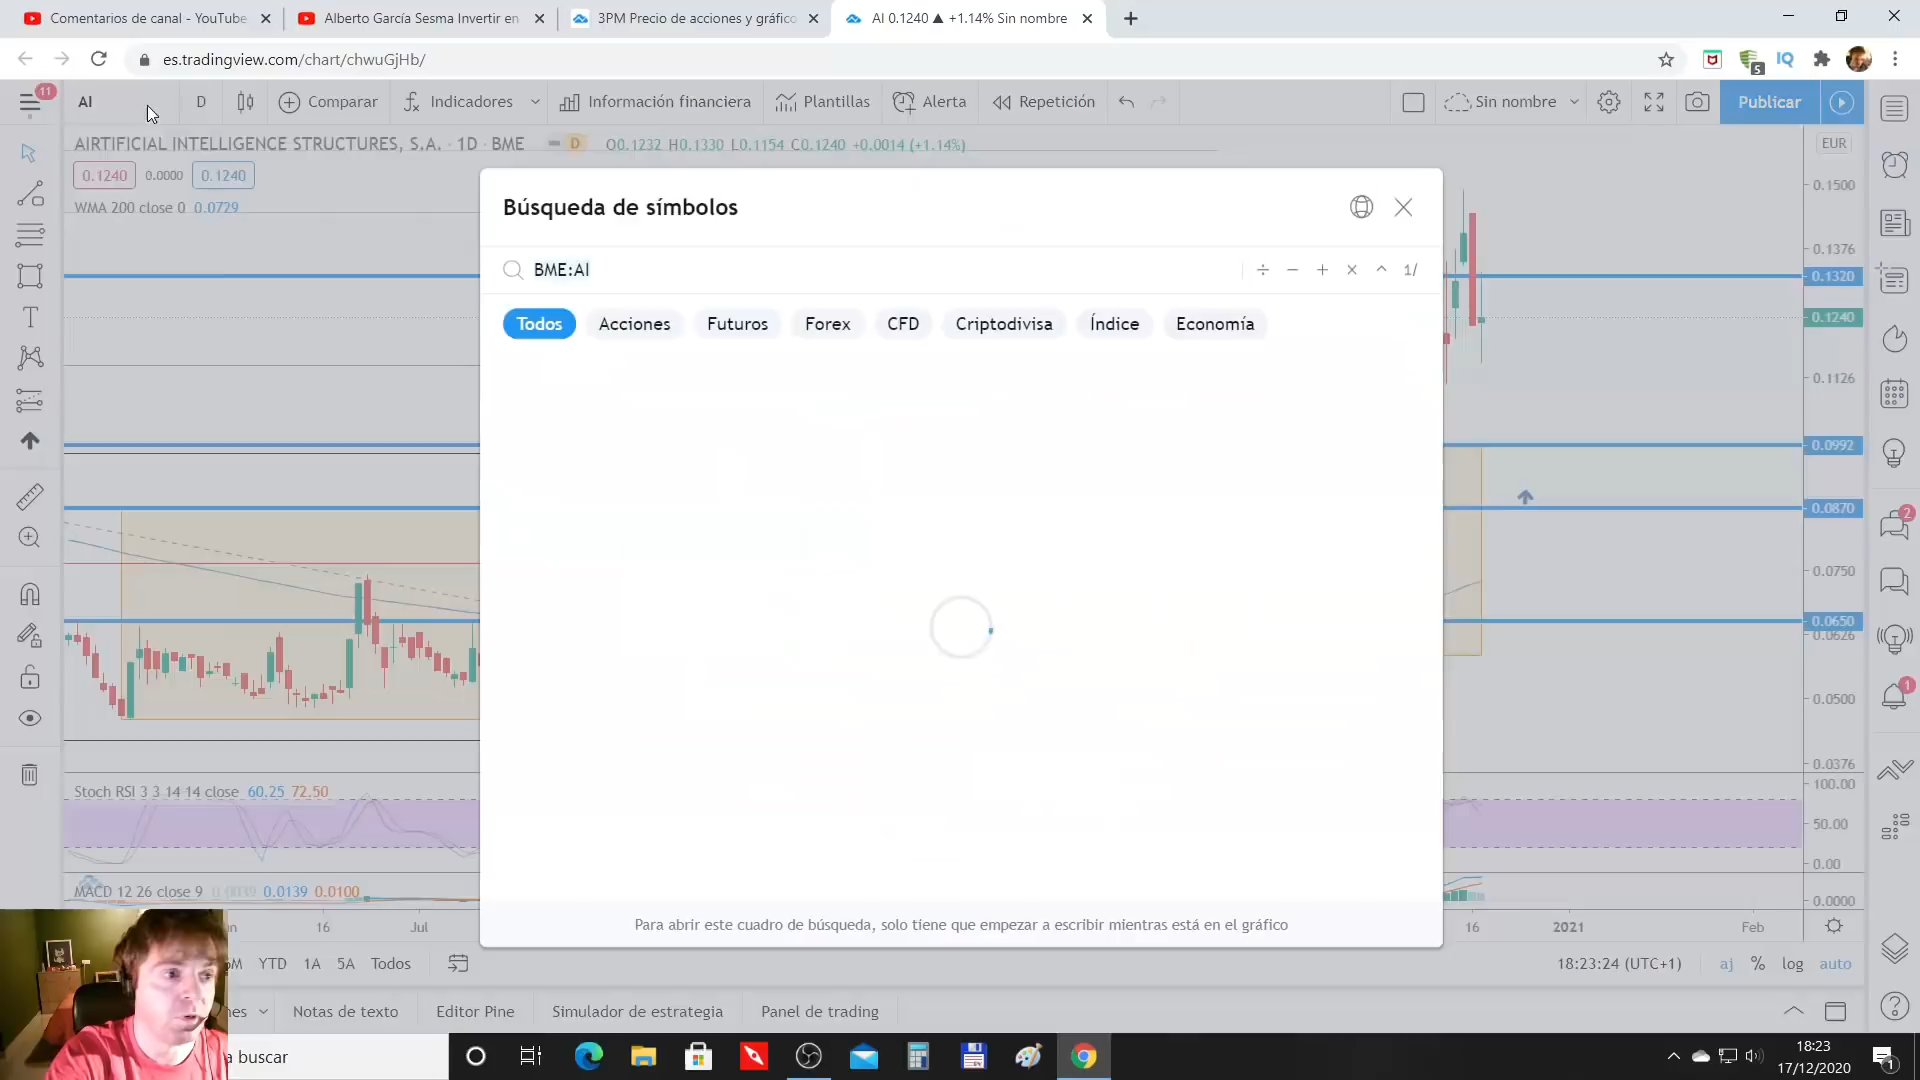 Comentarios de canal - YouTube
Alberto García Sesma Invertir en
3PM Precio de acciones y gráfico
AI 0.1240 ▲ +1.14% Sin nombre
es.tradingview.com/chart/chwuGjHb/
5
IQ
11
AI
D
Comparar
Indicadores
Información financiera
Plantillas
Alerta
Repetición
Sin nombre
Publicar
AIRTIFICIAL INTELLIGENCE STRUCTURES, S.A. · 1D · BME
D
O0.1232 H0.1330 L0.1154 C0.1240 +0.0014 (+1.14%)
EUR
0.1240
0.0000
0.1240
WMA 200 close 0 0.0729
Búsqueda de símbolos
BME:AI
÷ − + × ^ 1/
Todos
Acciones
Futuros
Forex
CFD
Criptodivisa
Índice
Economía
Para abrir este cuadro de búsqueda, solo tiene que empezar a escribir mientras está en el gráfico
0.1500
0.1376
0.1320
0.1240
0.1126
0.0992
0.0870
0.0750
0.0650
0.0626
0.0500
0.0376
2
1
Stoch RSI 3 3 14 14 close 60.25 72.50
100.00
50.00
0.00
MACD 12 26 close 9 0.0039 0.0139 0.0100
0.0000
16
Jul
16
2021
Feb
YTD
1A
5A
Todos
18:23:24 (UTC+1)
aj
%
log
auto
Notas de texto
Editor Pine
Simulador de estrategia
Panel de trading
a buscar
18:23
17/12/2020
1